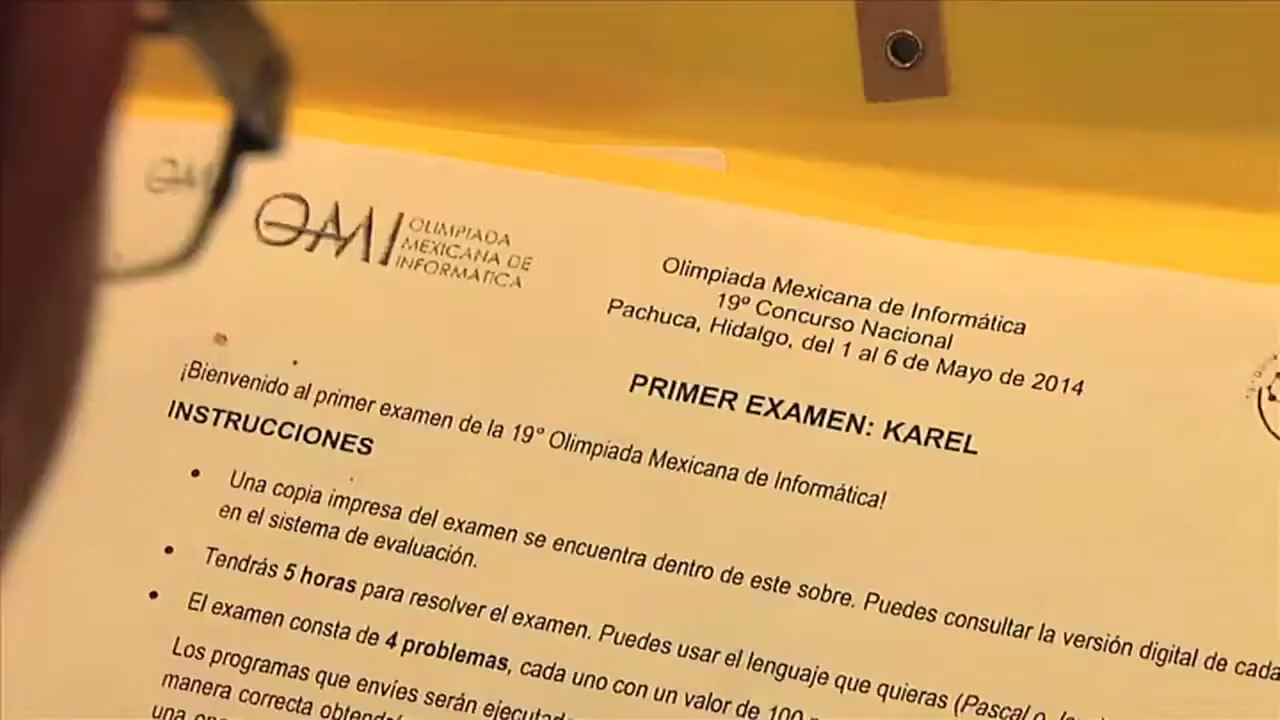 OMI OLIMPIADA
MEXICANA DE
INFORMÁTICA
Olimpiada Mexicana de Informática
19º Concurso Nacional
Pachuca, Hidalgo, del 1 al 6 de Mayo de 2014
PRIMER EXAMEN: KAREL
¡Bienvenido al primer examen de la 19° Olimpiada Mexicana de Informática!
INSTRUCCIONES
• Una copia impresa del examen se encuentra dentro de este sobre. Puedes consultar la versión digital de cada
en el sistema de evaluación.
• Tendrás 5 horas para resolver el examen. Puedes usar el lenguaje que quieras (Pascal o
• El examen consta de 4 problemas, cada uno con un valor de 100
Los programas que envíes serán
manera correcta
una